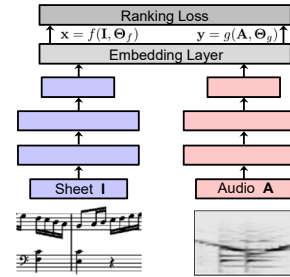 Ranking Loss
x = f(I, Θ_f) y = g(A, Θ_g)
Embedding Layer
Sheet I Audio A